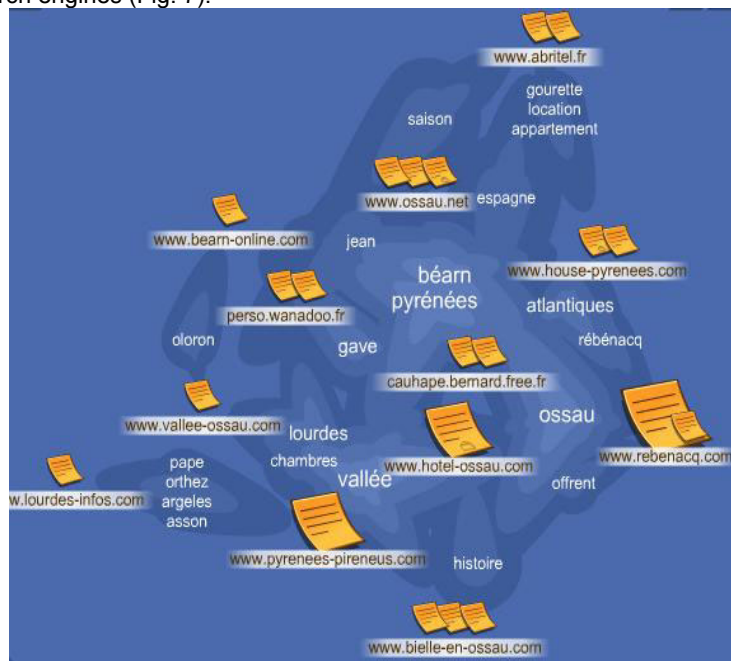 www.abritel.fr
gourette
location
appartement
saison
www.ossau.net
espagne
www.bearn-online.com
jean
www.house-pyrenees.com
béarn
pyrénées
atlantiques
perso.wanadoo.fr
oloron
gave
rébénacq
cauhape.bernard.free.fr
www.vallee-ossau.com
lourdes
ossau
www.rebenacq.com
pape
orthez
argeles
asson
chambres
vallée
www.hotel-ossau.com
offrent
w.lourdes-infos.com
www.pyrenees-pireneus.com
histoire
www.bielle-en-ossau.com